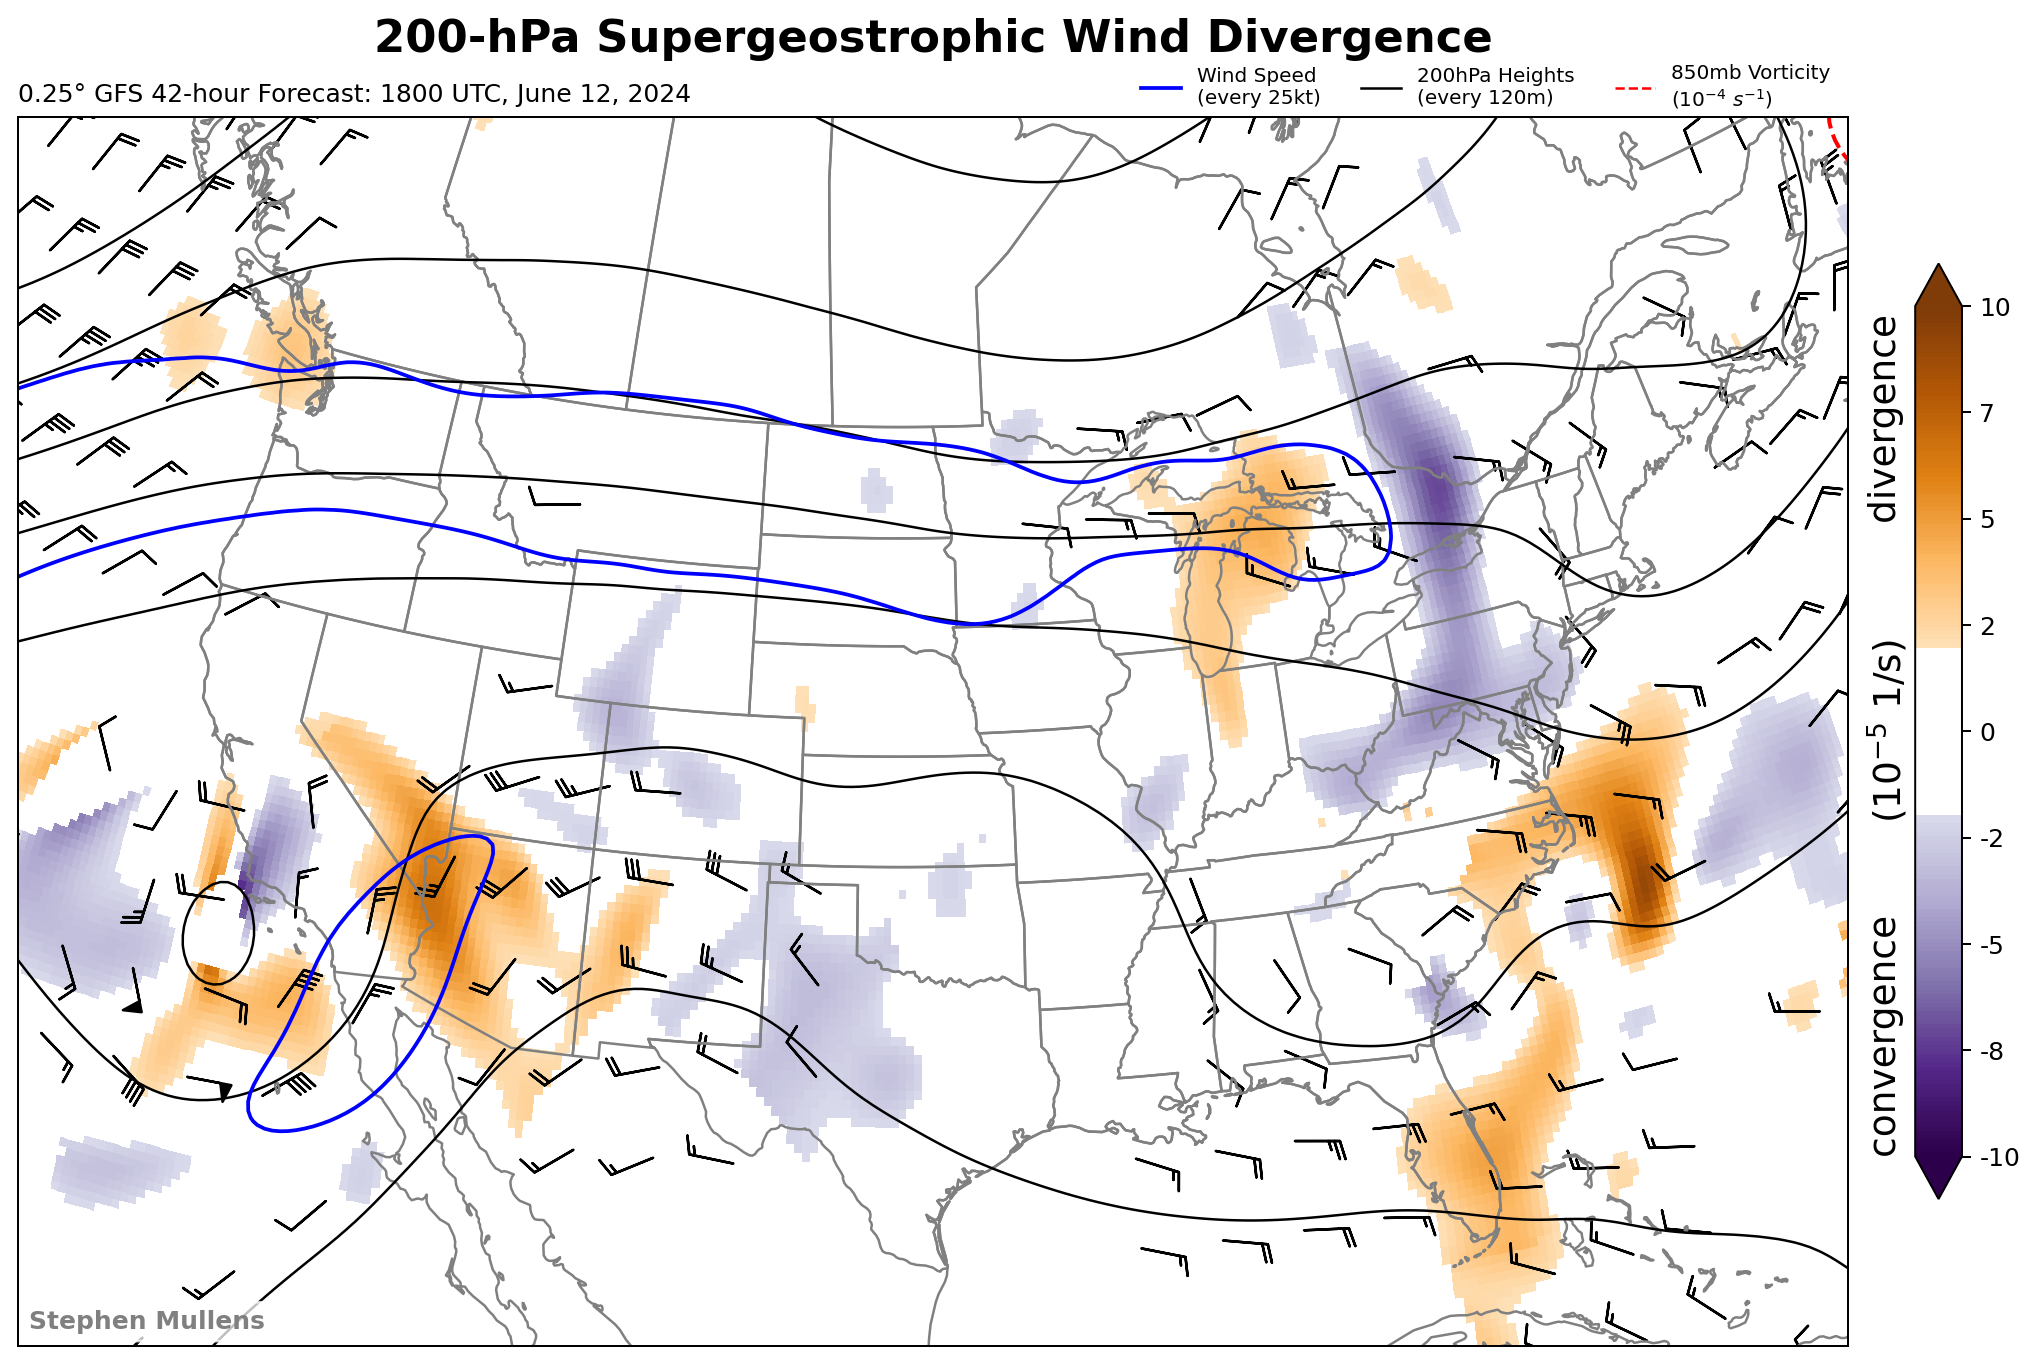 200-hPa Supergeostrophic Wind Divergence
0.25° GFS 42-hour Forecast: 1800 UTC, June 12, 2024
Wind Speed
(every 25kt)
200hPa Heights
(every 120m)
850mb Vorticity
(10⁻⁴ s⁻¹)
10
7
5
2
0
-2
-5
-8
-10
convergence (10⁻⁵ 1/s) divergence
Stephen Mullens